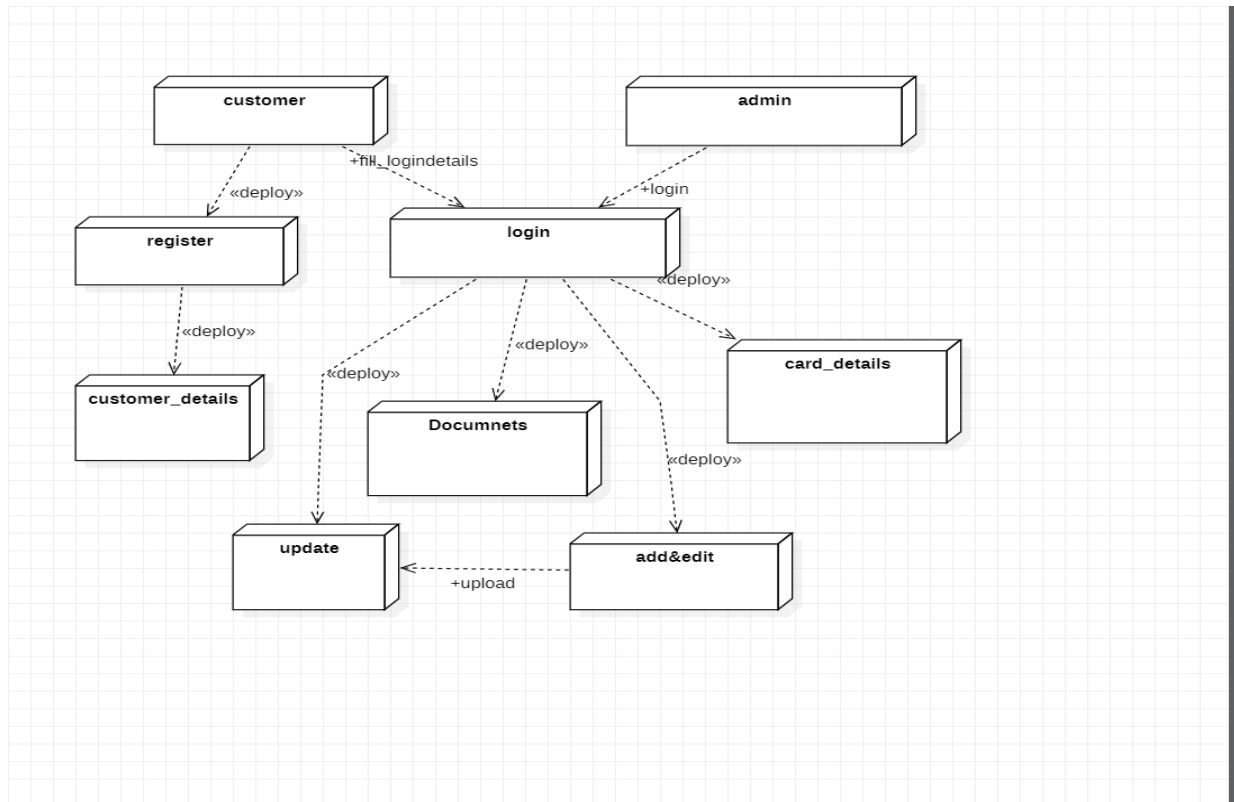 customer
admin
+fill_logindetails
«deploy»
+login
register
login
«deploy»
«deploy»
«deploy»
card_details
«deploy»
customer_details
Documnets
«deploy»
update
add&edit
+upload